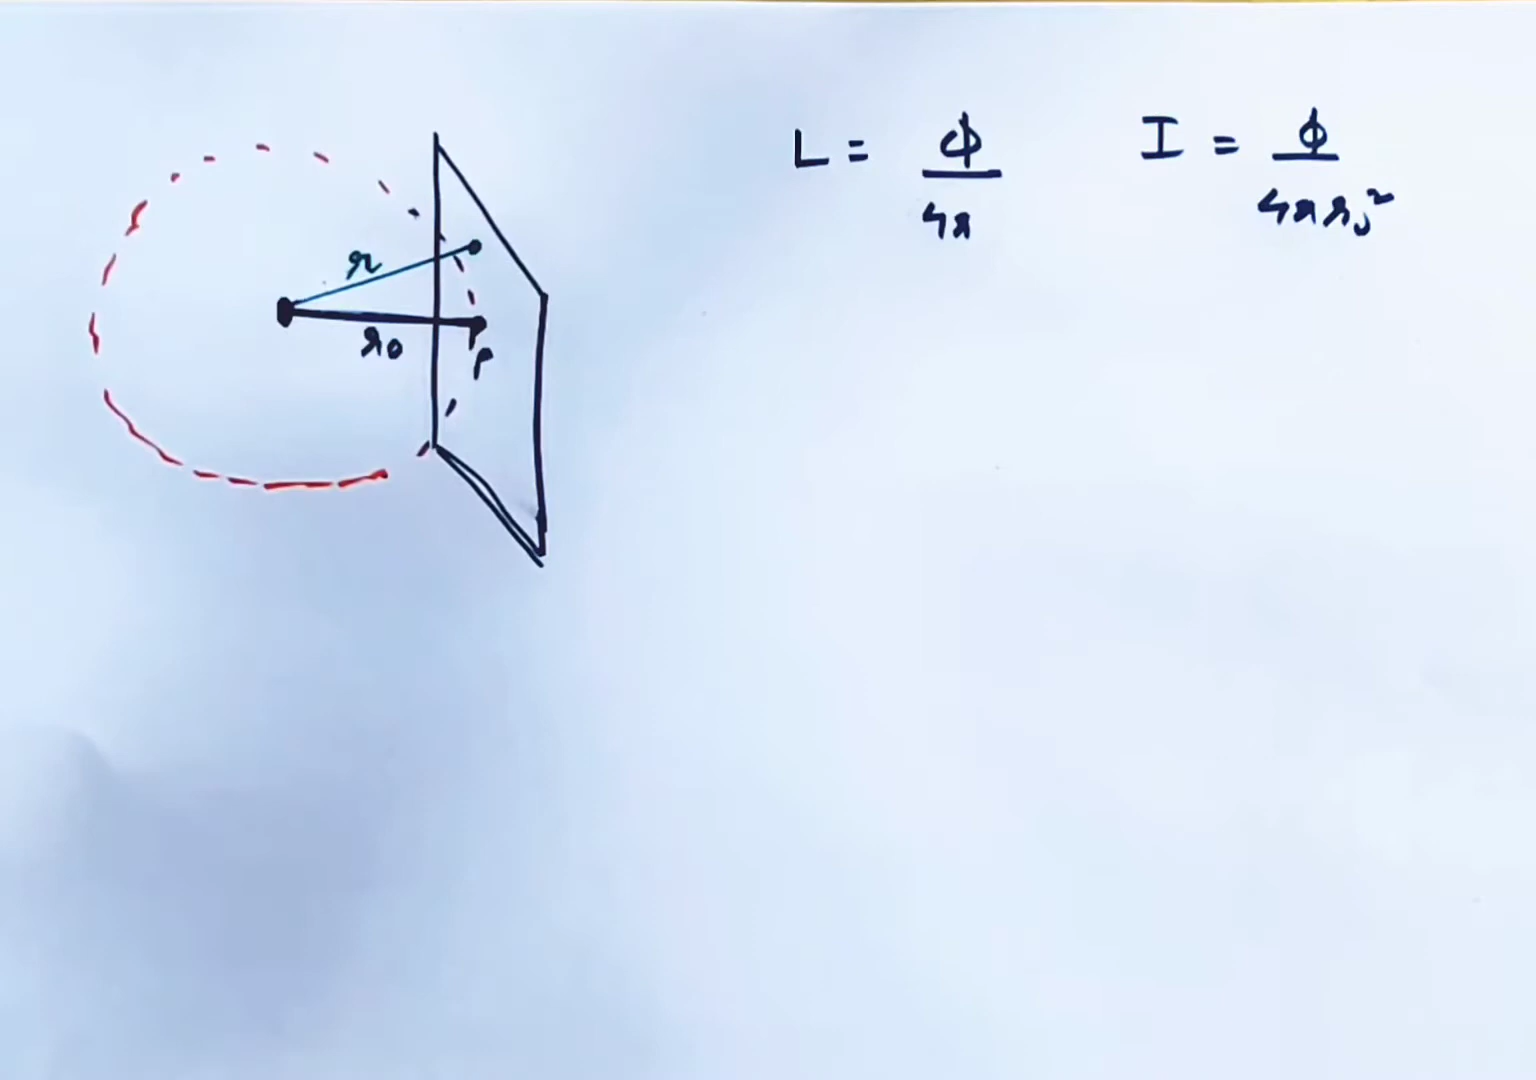 L = ϕ/4π I = ϕ/4πr₀²
r
r₀
P